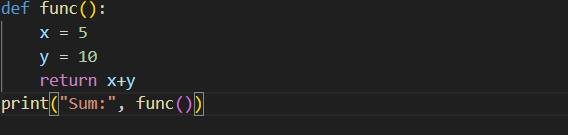 def func():
    x = 5
    y = 10
    return x+y
print("Sum:", func())